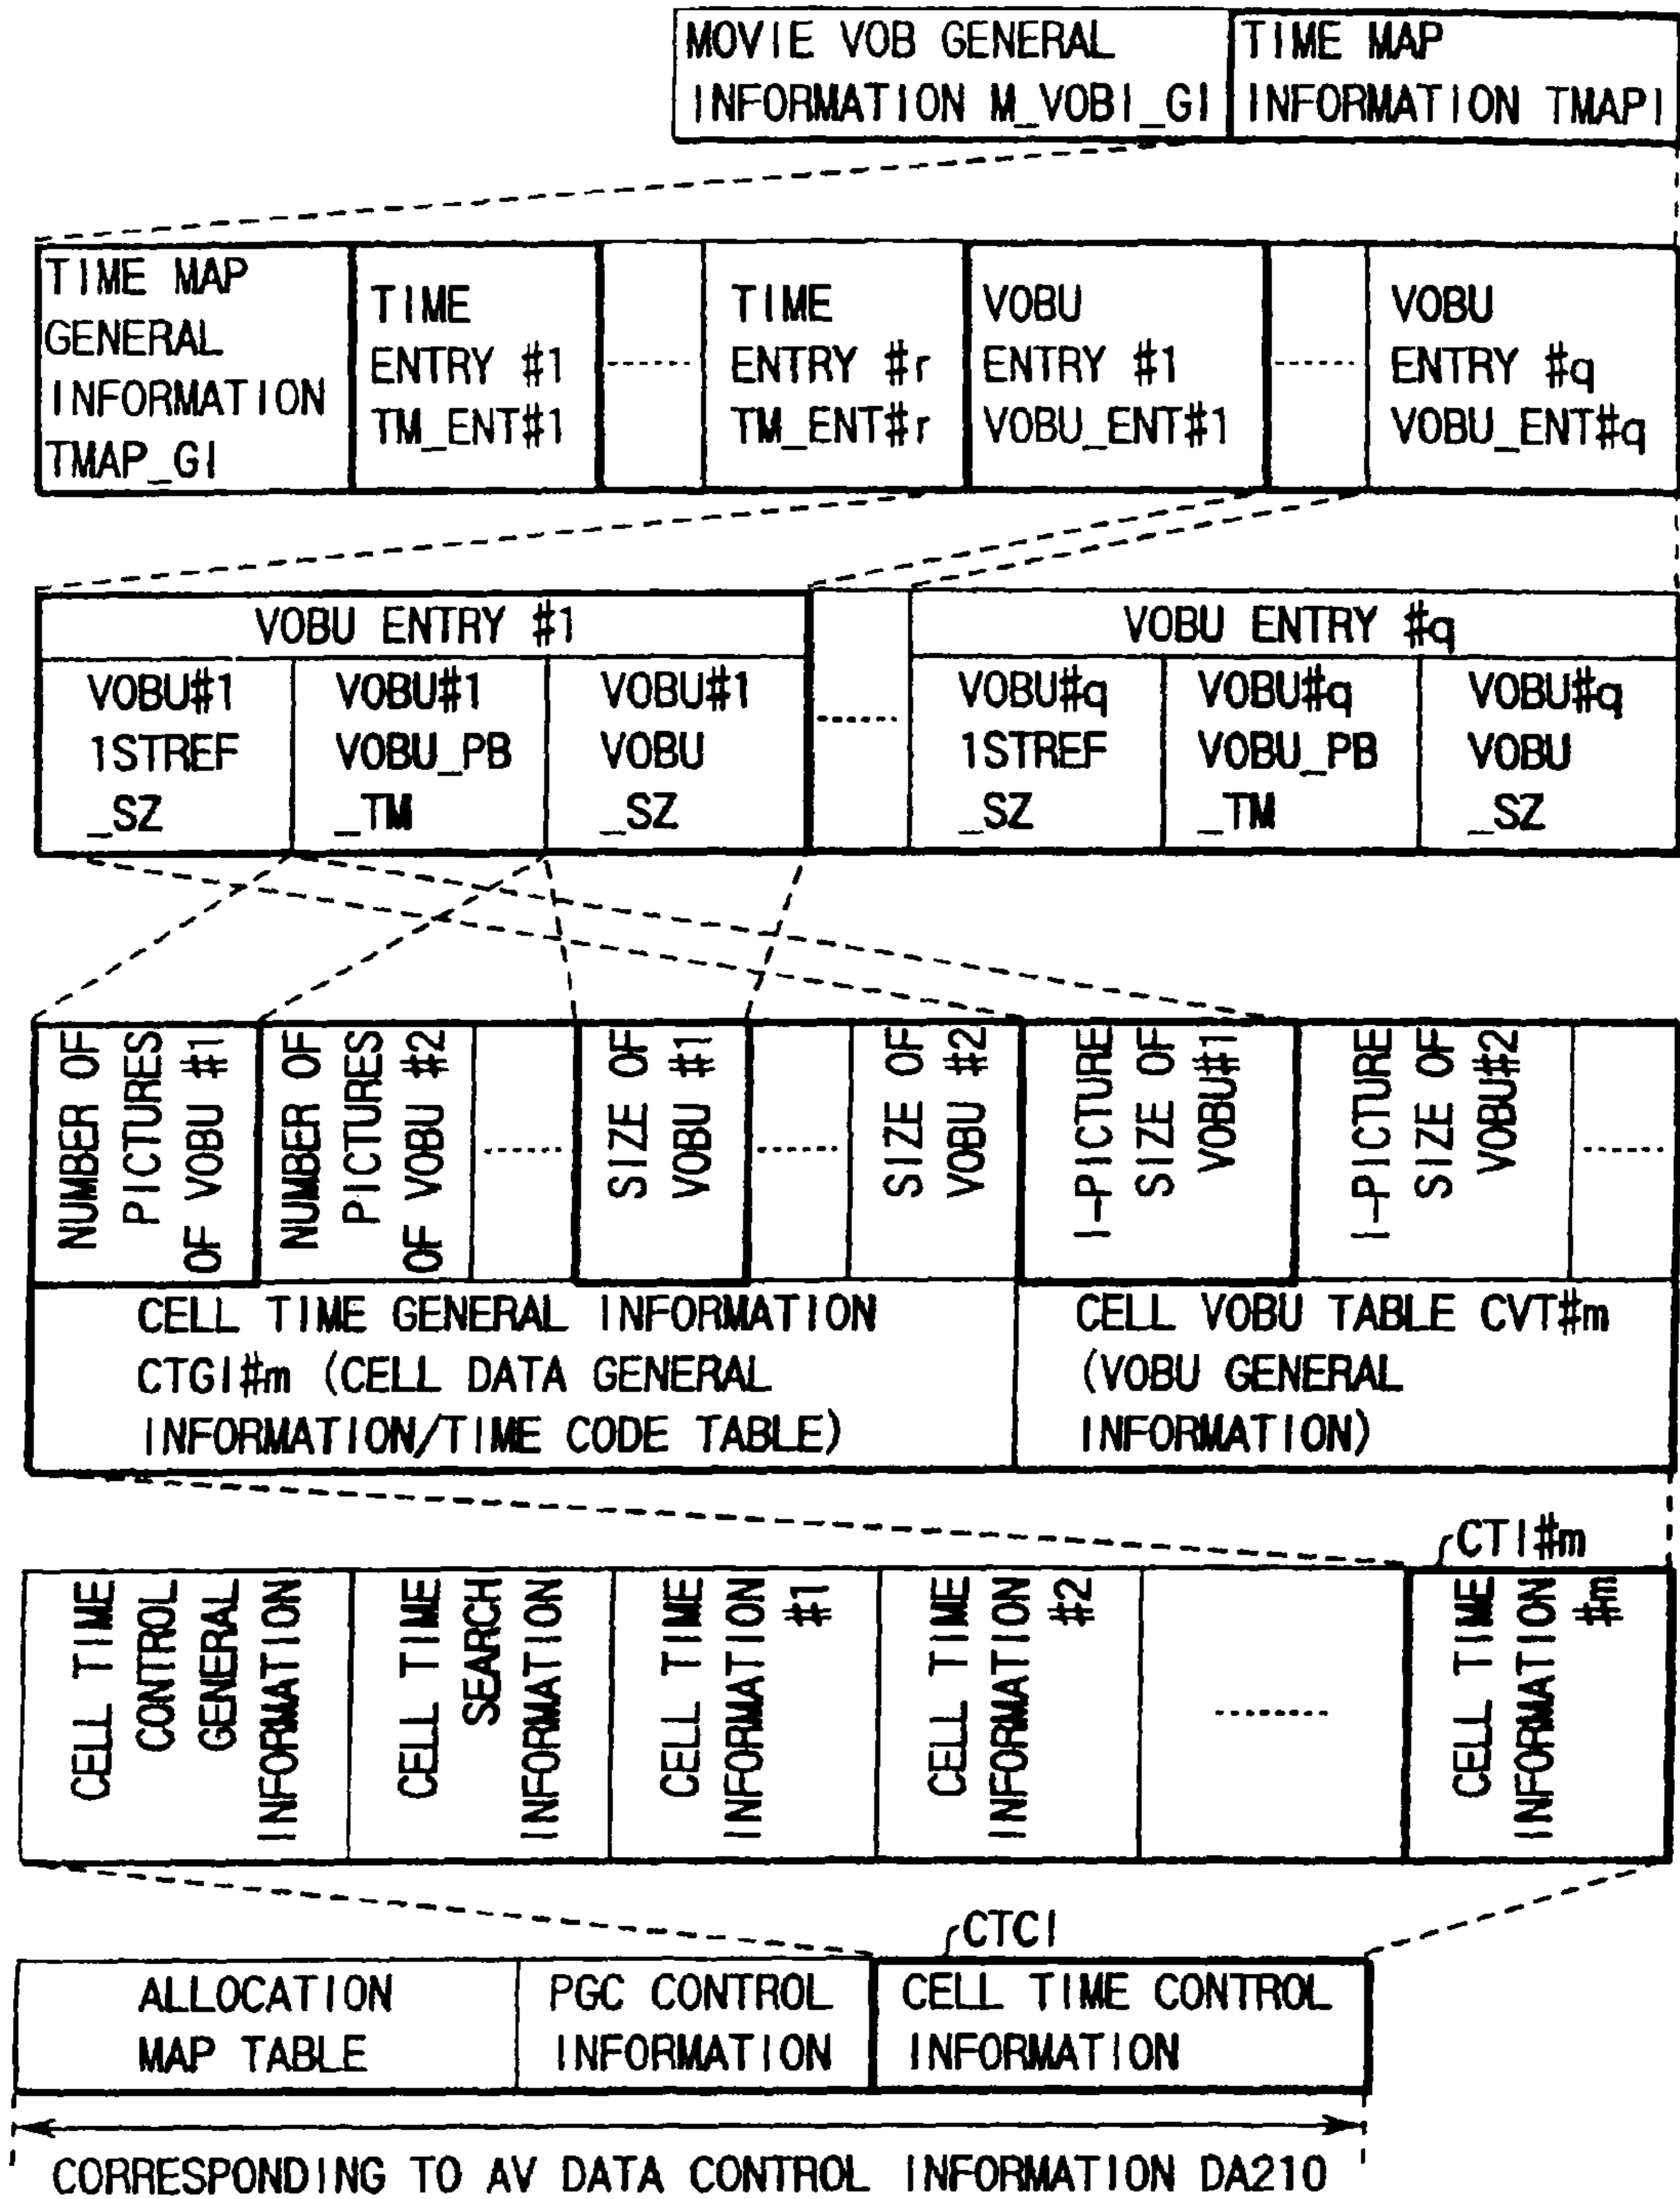 MOVIE VOB GENERAL
INFORMATION M_VOBI_GI
TIME MAP
INFORMATION TMAPI
TIME MAP
GENERAL
INFORMATION
TMAP_GI
TIME
ENTRY #1
TM_ENT#1
........
TIME
ENTRY #r
TM_ENT#r
VOBU
ENTRY #1
VOBU_ENT#1
........
VOBU
ENTRY #q
VOBU_ENT#q
VOBU ENTRY #1
VOBU#1
1STREF
_SZ
VOBU#1
VOBU_PB
_TM
VOBU#1
VOBU
_SZ
........
VOBU ENTRY #q
VOBU#q
1STREF
_SZ
VOBU#q
VOBU_PB
_TM
VOBU#q
VOBU
_SZ
NUMBER OF
PICTURES
OF VOBU #1
NUMBER OF
PICTURES
OF VOBU #2
........
SIZE OF
VOBU #1
........
SIZE OF
VOBU #2
I-PICTURE
SIZE OF
VOBU#1
I-PICTURE
SIZE OF
VOBU#2
........
CELL TIME GENERAL INFORMATION
CTGI#m (CELL DATA GENERAL
INFORMATION/TIME CODE TABLE)
CELL VOBU TABLE CVT#m
(VOBU GENERAL
INFORMATION)
CTI#m
CELL TIME
CONTROL
GENERAL
INFORMATION
CELL TIME
SEARCH
INFORMATION
CELL TIME
INFORMATION
#1
CELL TIME
INFORMATION
#2
........
CELL TIME
INFORMATION
#m
CTCI
ALLOCATION
MAP TABLE
PGC CONTROL
INFORMATION
CELL TIME CONTROL
INFORMATION
CORRESPONDING TO AV DATA CONTROL INFORMATION DA210